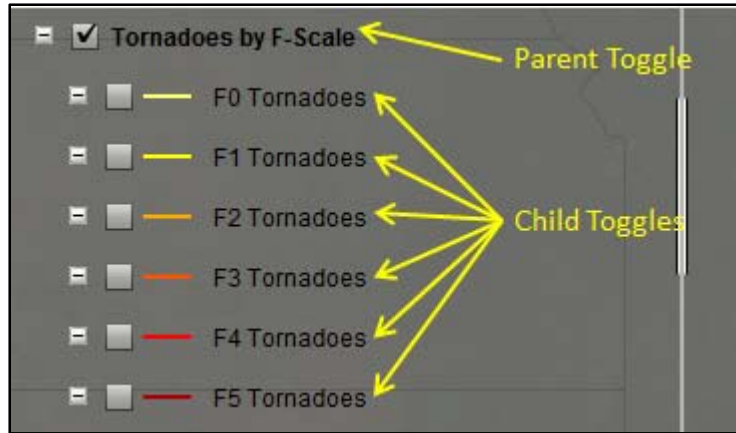 Tornadoes by F-Scale
Parent Toggle
F0 Tornadoes
F1 Tornadoes
F2 Tornadoes
Child Toggles
F3 Tornadoes
F4 Tornadoes
F5 Tornadoes